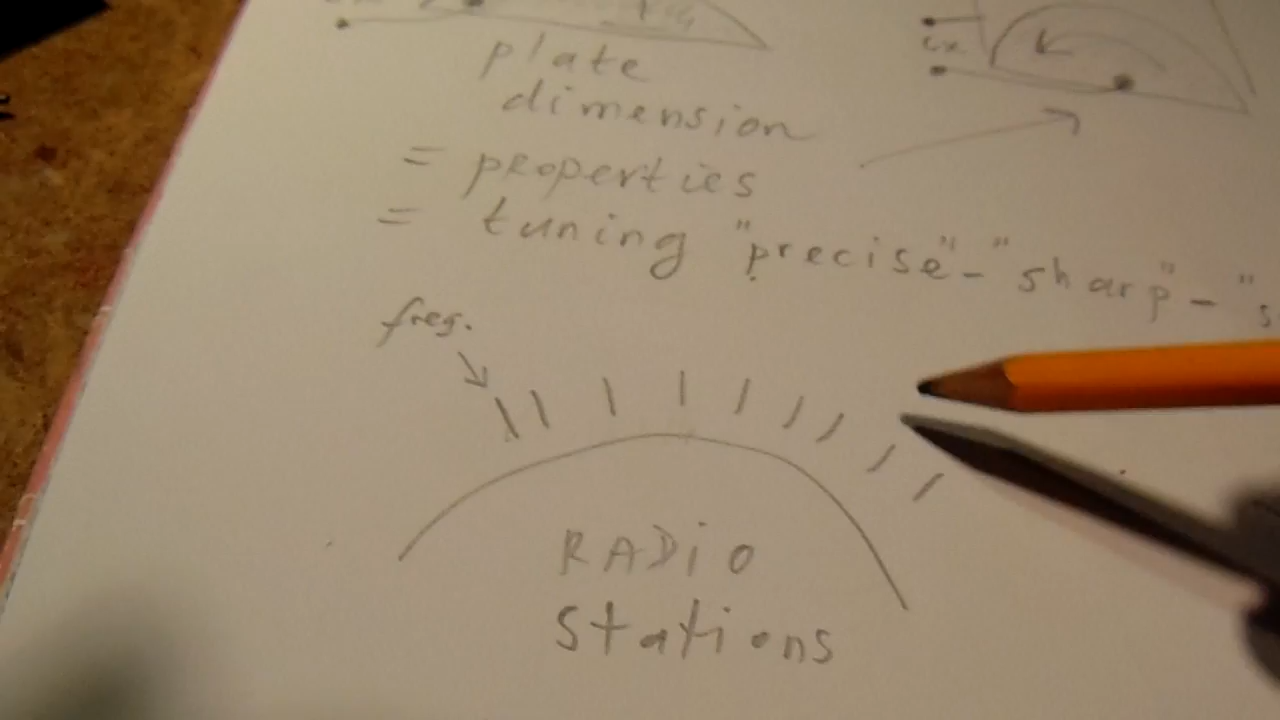 plate
dimension
= properties
= tuning "precise" - "sharp" - "s
freq.
RADiO
stations